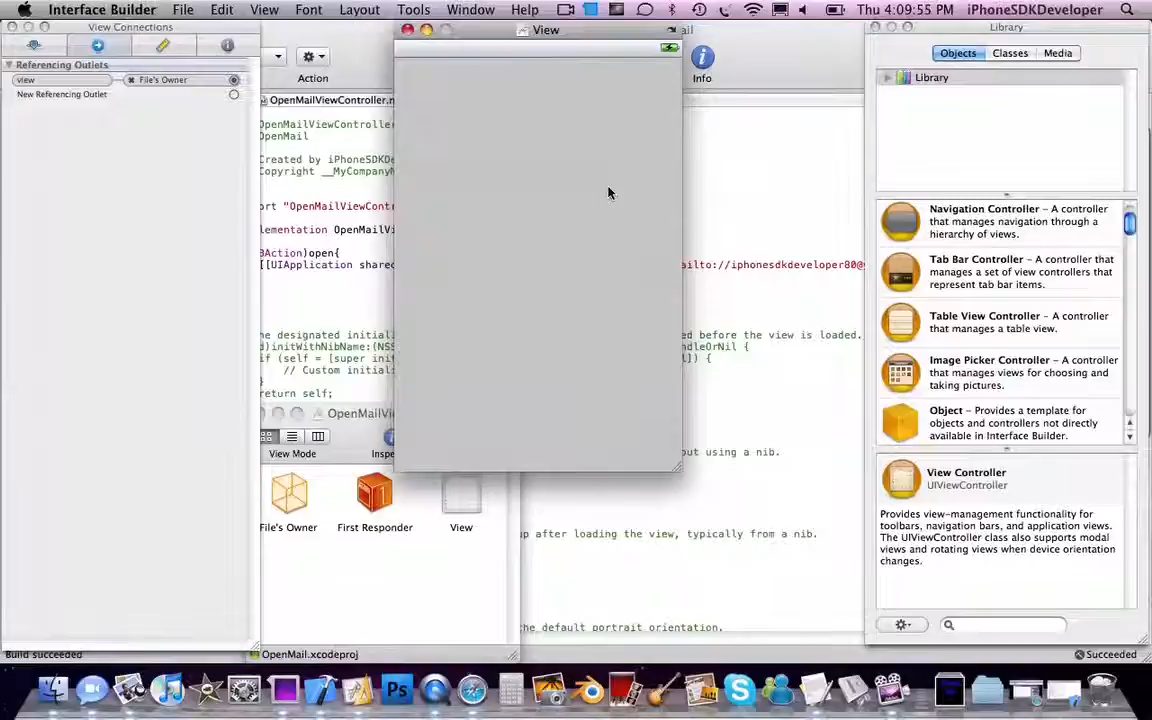 Interface Builder File Edit View Font Layout Tools Window Help Thu 4:09:55 PM iPhoneSDKDeveloper
View Connections
Referencing Outlets
view File's Owner
New Referencing Outlet
Action
View
ail
Info
OpenMailViewController.m
OpenMailViewController
OpenMail
Created by iPhoneSDKDe
Copyright __MyCompanyN
ort "OpenMailViewContr
lementation OpenMailVi
BAction)open{
[[UIApplication shared
ailto://iphonesdkdeveloper80@y
he designated initiali
ed before the view is loaded.
d)initWithNibName:(NSS
dleOrNil {
if (self = [super init
l]) {
// Custom initiali
}
return self;
OpenMailVie
View Mode
Inspe
File's Owner First Responder View
out using a nib.
up after loading the view, typically from a nib.
the default portrait orientation.
Library
Objects Classes Media
Library
Navigation Controller – A controller
that manages navigation through a
hierarchy of views.
Tab Bar Controller – A controller that
manages a set of view controllers that
represent tab bar items.
Table View Controller – A controller
that manages a table view.
Image Picker Controller – A controller
that manages views for choosing and
taking pictures.
Object – Provides a template for
objects and controllers not directly
available in Interface Builder.
View Controller
UIViewController
Provides view-management functionality for
toolbars, navigation bars, and application views.
The UIViewController class also supports modal
views and rotating views when device orientation
changes.
Build succeeded
OpenMail.xcodeproj
Succeeded
Ps